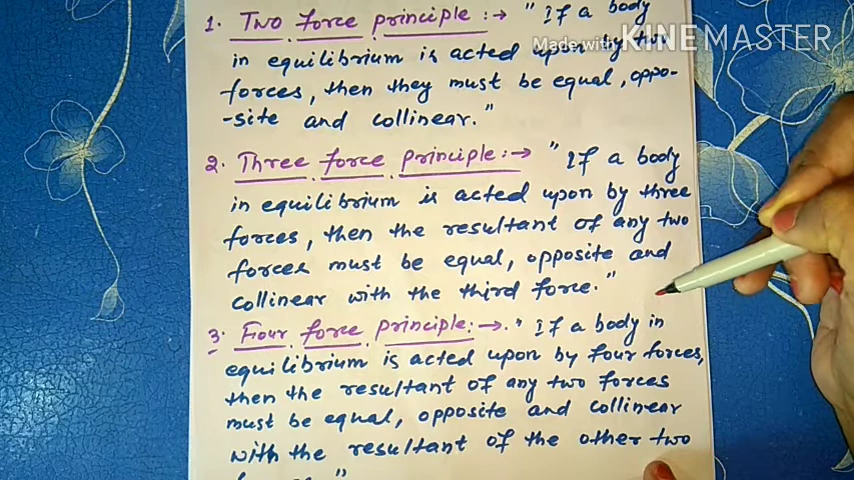 1. Two force principle :→ "If a body
Made with KINEMASTER
in equilibrium is acted upon by two
forces, then they must be equal, oppo-
-site and collinear."
2. Three force principle :→ "If a body
in equilibrium is acted upon by three
forces, then the resultant of any two
forces must be equal, opposite and
collinear with the third force."
3. Four force principle :→. "If a body in
equilibrium is acted upon by four forces,
then the resultant of any two forces
must be equal, opposite and collinear
with the resultant of the other two